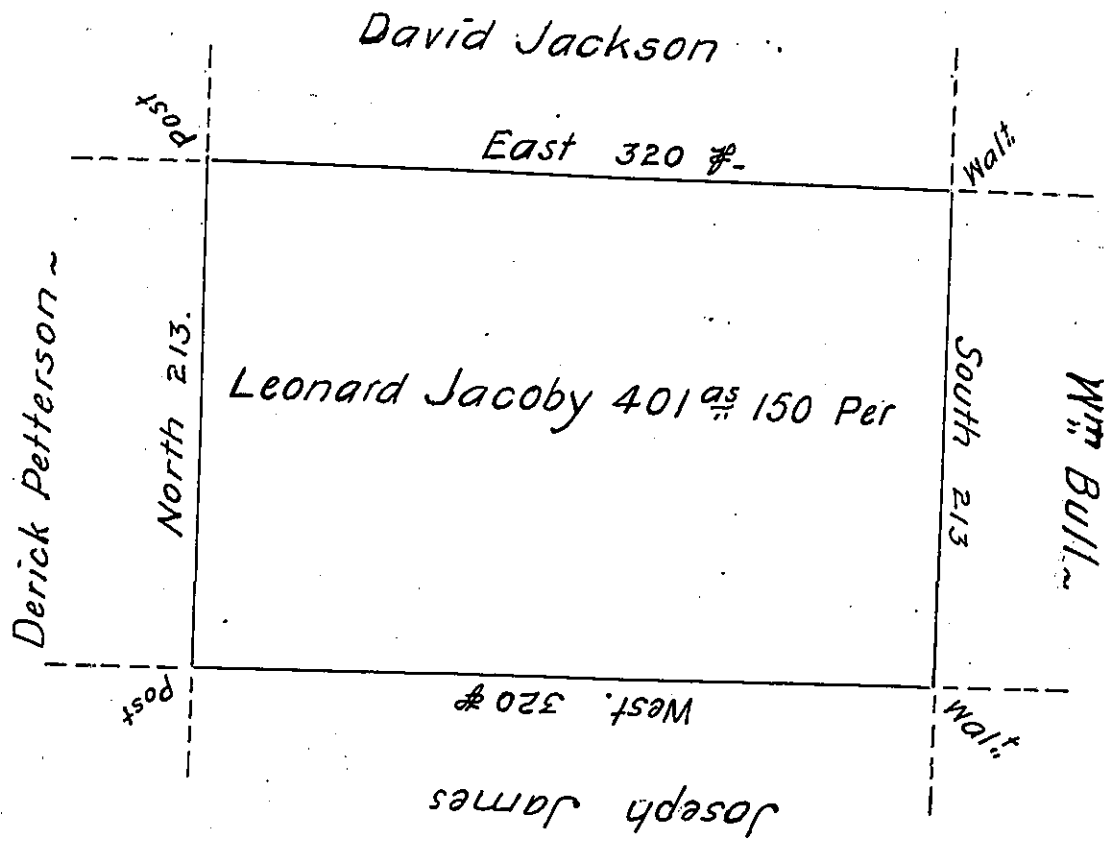 David Jackson
Post
East 320 p.
Walt.
Derick Petterson
North 213.
Leonard Jacoby 401 as 150 Per
South 213
Wm Bull
Post
West. 320 p
Walt
Joseph James